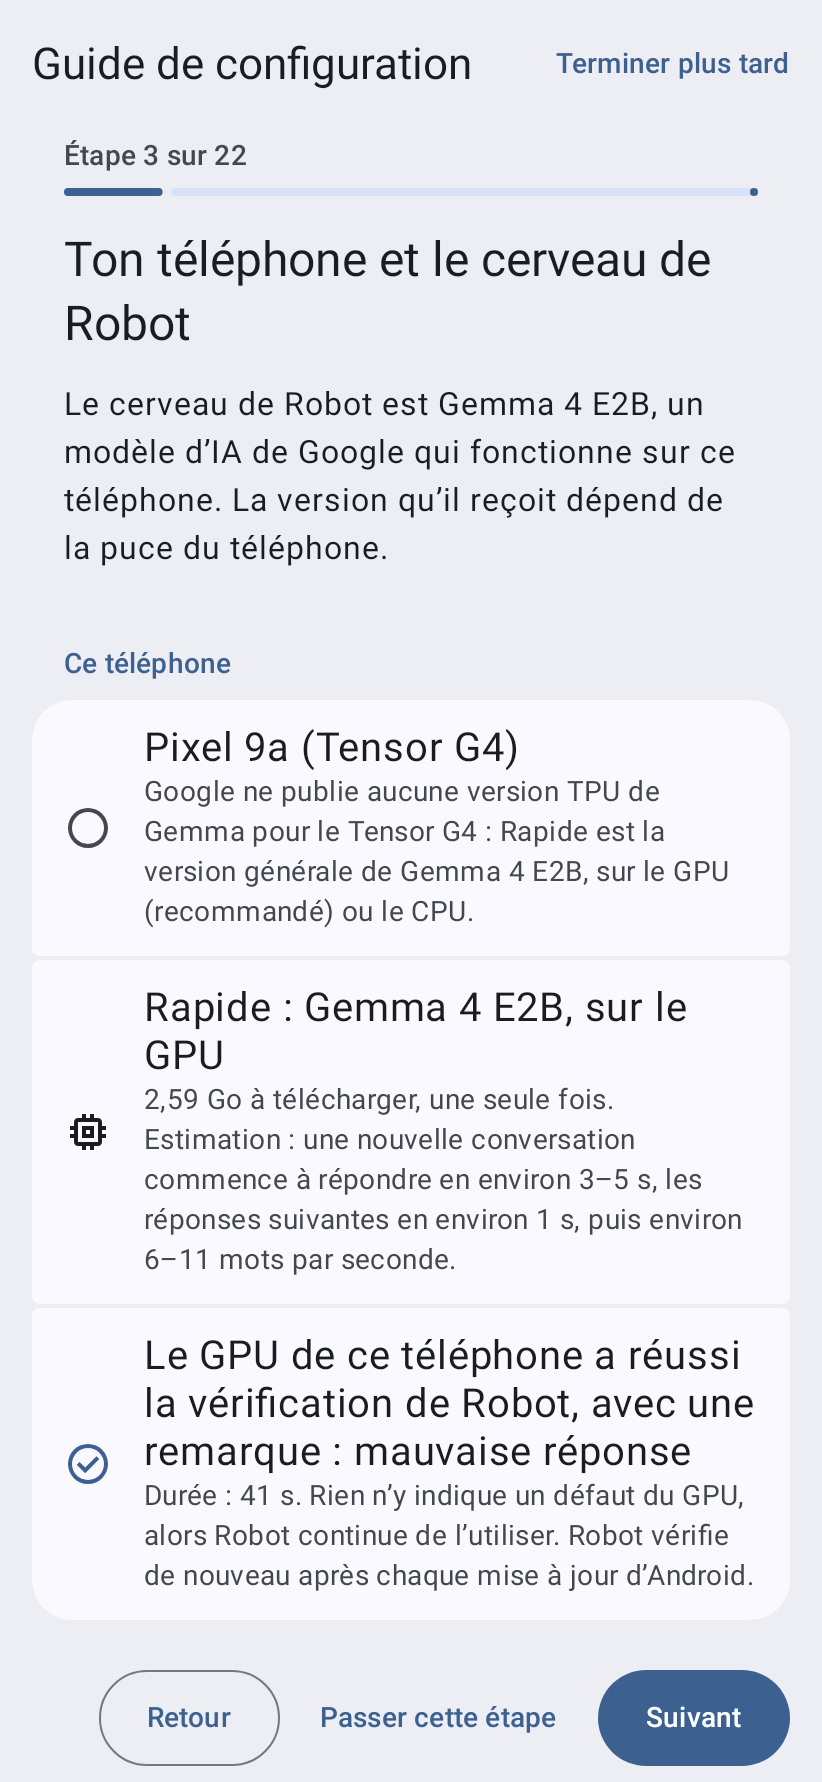 Guide de configuration
Terminer plus tard
Étape 3 sur 22
Ton téléphone et le cerveau de
Robot
Le cerveau de Robot est Gemma 4 E2B, un
modèle d’IA de Google qui fonctionne sur ce
téléphone. La version qu’il reçoit dépend de
la puce du téléphone.
Ce téléphone
Pixel 9a (Tensor G4)
Google ne publie aucune version TPU de
Gemma pour le Tensor G4 : Rapide est la
version générale de Gemma 4 E2B, sur le GPU
(recommandé) ou le CPU.
Rapide : Gemma 4 E2B, sur le
GPU
2,59 Go à télécharger, une seule fois.
Estimation : une nouvelle conversation
commence à répondre en environ 3–5 s, les
réponses suivantes en environ 1 s, puis environ
6–11 mots par seconde.
Le GPU de ce téléphone a réussi
la vérification de Robot, avec une
remarque : mauvaise réponse
Durée : 41 s. Rien n’y indique un défaut du GPU,
alors Robot continue de l’utiliser. Robot vérifie
de nouveau après chaque mise à jour d’Android.
Retour
Passer cette étape
Suivant